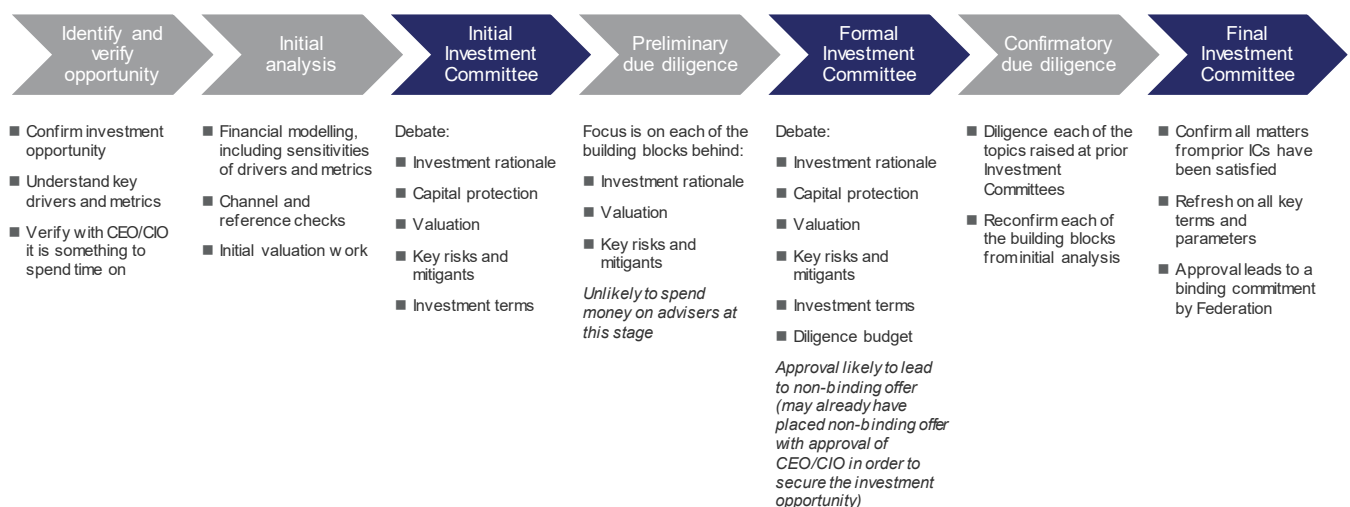 Identify and
verify
opportunity
Initial
analysis
Initial
Investment
Committee
Preliminary
due diligence
Formal
Investment
Committee
Confirmatory
due diligence
Final
Investment
Committee
■ Confirm investment
opportunity
■ Understand key
drivers and metrics
■ Verify with CEO/CIO
it is something to
spend time on
■ Financial modelling,
including sensitivities
of drivers and metrics
■ Channel and
reference checks
■ Initial valuation work
Debate:
■ Investment rationale
■ Capital protection
■ Valuation
■ Key risks and
mitigants
■ Investment terms
Focus is on each of the
building blocks behind:
■ Investment rationale
■ Valuation
■ Key risks and
mitigants
Unlikely to spend
money on advisers at
this stage
Debate:
■ Investment rationale
■ Capital protection
■ Valuation
■ Key risks and
mitigants
■ Investment terms
■ Diligence budget
Approval likely to lead
to non-binding offer
(may already have
placed non-binding offer
with approval of
CEO/CIO in order to
secure the investment
opportunity)
■ Diligence each of the
topics raised at prior
Investment
Committees
■ Reconfirm each of
the building blocks
from initial analysis
■ Confirm all matters
from prior ICs have
been satisfied
■ Refresh on all key
terms and
parameters
■ Approval leads to a
binding commitment
by Federation